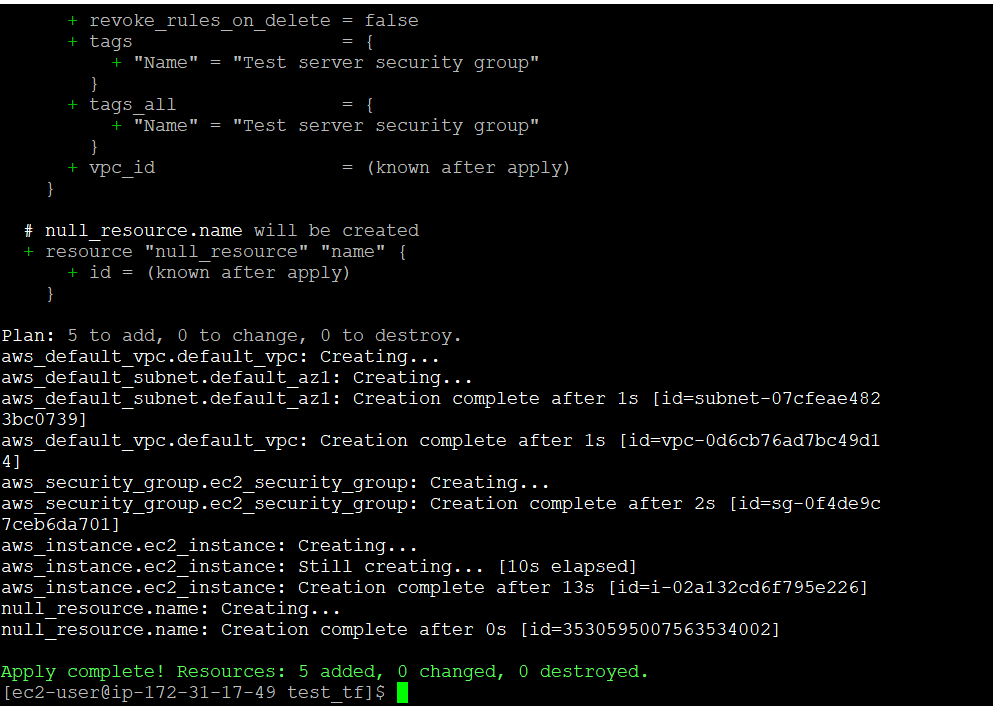 + revoke_rules_on_delete = false
+ tags                   = {
+ "Name" = "Test server security group"
}
+ tags_all               = {
+ "Name" = "Test server security group"
}
+ vpc_id                 = (known after apply)
}
# null_resource.name will be created
+ resource "null_resource" "name" {
+ id = (known after apply)
}
Plan: 5 to add, 0 to change, 0 to destroy.
aws_default_vpc.default_vpc: Creating...
aws_default_subnet.default_az1: Creating...
aws_default_subnet.default_az1: Creation complete after 1s [id=subnet-07cfeae482
3bc0739]
aws_default_vpc.default_vpc: Creation complete after 1s [id=vpc-0d6cb76ad7bc49d1
4]
aws_security_group.ec2_security_group: Creating...
aws_security_group.ec2_security_group: Creation complete after 2s [id=sg-0f4de9c
7ceb6da701]
aws_instance.ec2_instance: Creating...
aws_instance.ec2_instance: Still creating... [10s elapsed]
aws_instance.ec2_instance: Creation complete after 13s [id=i-02a132cd6f795e226]
null_resource.name: Creating...
null_resource.name: Creation complete after 0s [id=3530595007563534002]
Apply complete! Resources: 5 added, 0 changed, 0 destroyed.
[ec2-user@ip-172-31-17-49 test_tf]$